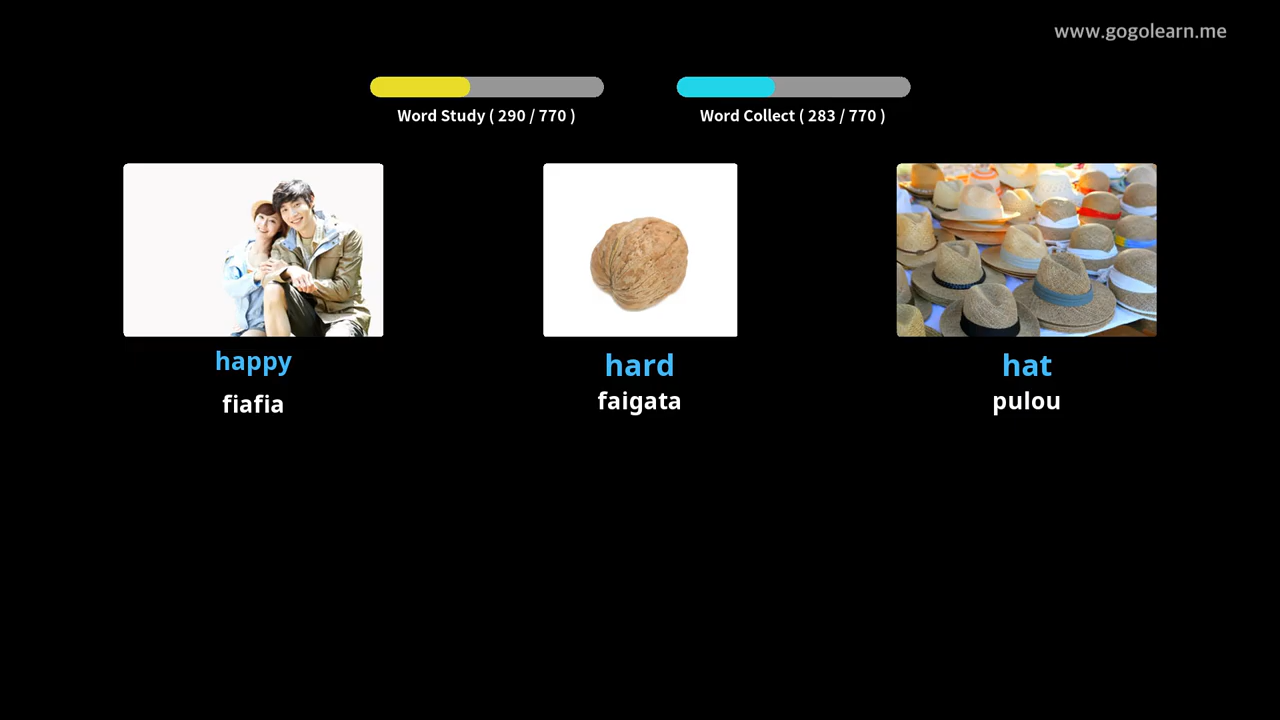 www.gogolearn.me
Word Study ( 290 / 770 )
Word Collect ( 283 / 770 )
happy
fiafia
hard
faigata
hat
pulou